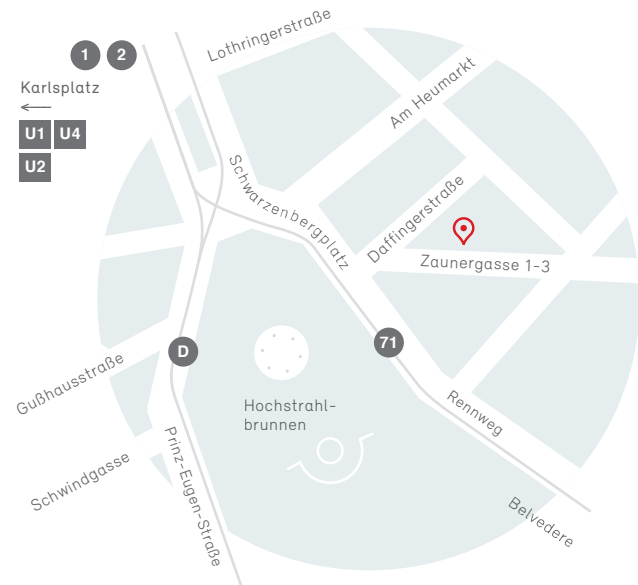 Lothringerstraße
1 2
Karlsplatz
U1 U4
U2
Am Heumarkt
Schwarzenbergplatz
Daffingerstraße
Zaunergasse 1-3
D
71
Gußhausstraße
Hochstrahl-
brunnen
Rennweg
Schwindgasse
Prinz-Eugen-Straße
Belvedere